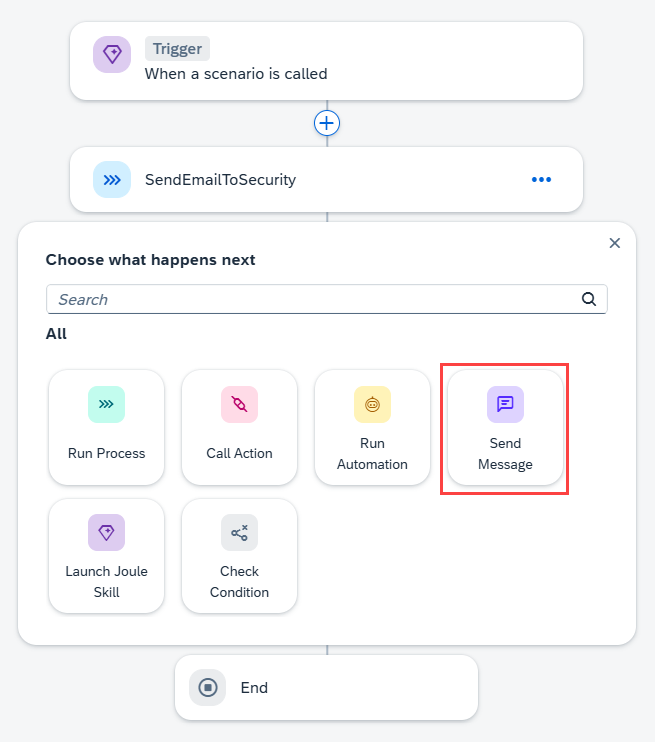 Trigger
When a scenario is called
SendEmailToSecurity
Choose what happens next
Search
All
Run Process
Call Action
Run
Automation
Send
Message
Launch Joule
Skill
Check
Condition
End